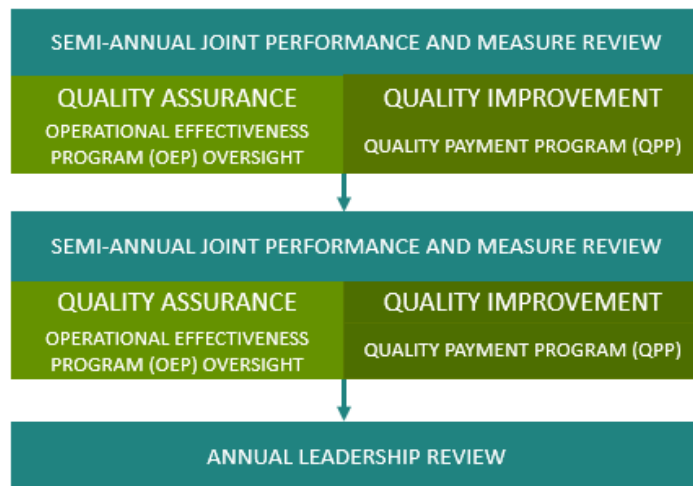 SEMI-ANNUAL JOINT PERFORMANCE AND MEASURE REVIEW
QUALITY ASSURANCE
OPERATIONAL EFFECTIVENESS
PROGRAM (OEP) OVERSIGHT
QUALITY IMPROVEMENT
QUALITY PAYMENT PROGRAM (QPP)
SEMI-ANNUAL JOINT PERFORMANCE AND MEASURE REVIEW
QUALITY ASSURANCE
OPERATIONAL EFFECTIVENESS
PROGRAM (OEP) OVERSIGHT
QUALITY IMPROVEMENT
QUALITY PAYMENT PROGRAM (QPP)
ANNUAL LEADERSHIP REVIEW